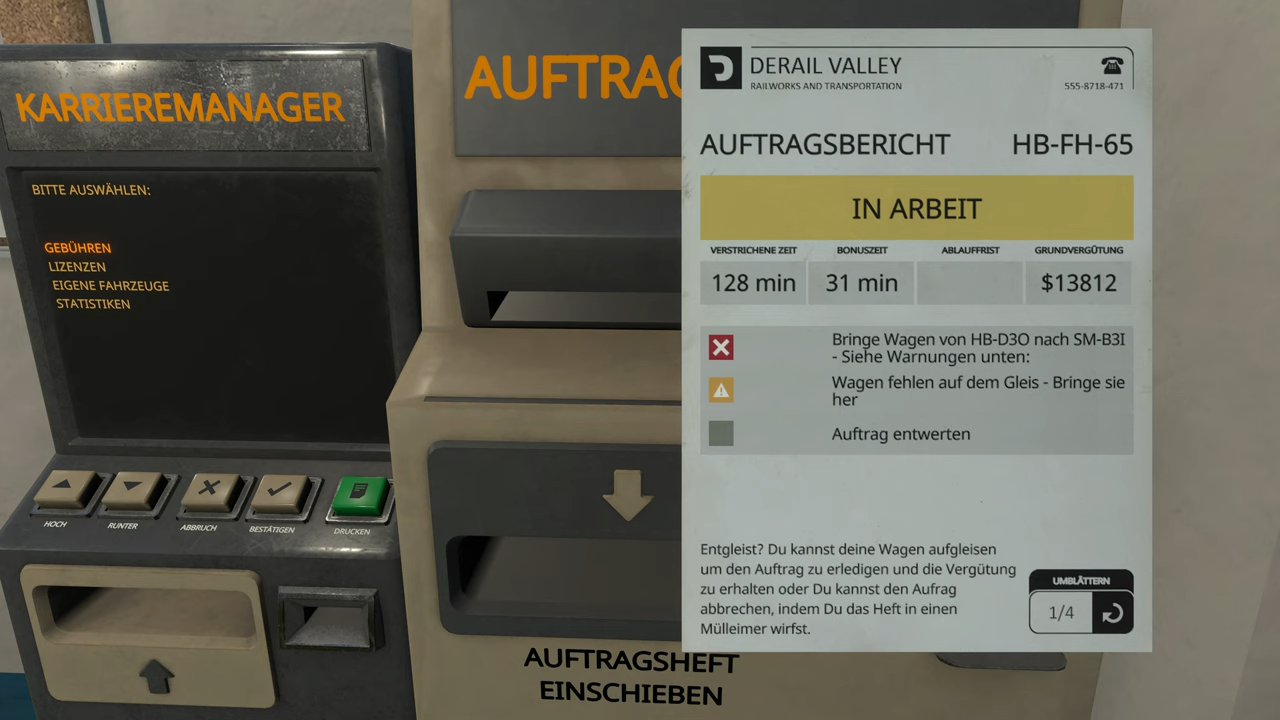 KARRIEREMANAGER
BITTE AUSWÄHLEN:
GEBÜHREN
LIZENZEN
EIGENE FAHRZEUGE
STATISTIKEN
HOCH
RUNTER
ABBRUCH
BESTÄTIGEN
DRUCKEN
AUFTRAG
AUFTRAGSHEFT
EINSCHIEBEN
DERAIL VALLEY
RAILWORKS AND TRANSPORTATION
555-8718-471
AUFTRAGSBERICHT HB-FH-65
IN ARBEIT
VERSTRICHENE ZEIT BONUSZEIT ABLAUFFRIST GRUNDVERGÜTUNG
128 min 31 min $13812
Bringe Wagen von HB-D3O nach SM-B3I
- Siehe Warnungen unten:
Wagen fehlen auf dem Gleis - Bringe sie
her
Auftrag entwerten
Entgleist? Du kannst deine Wagen aufgleisen
um den Auftrag zu erledigen und die Vergütung
zu erhalten oder Du kannst den Aufrag
abbrechen, indem Du das Heft in einen
Mülleimer wirfst.
UMBLÄTTERN
1/4